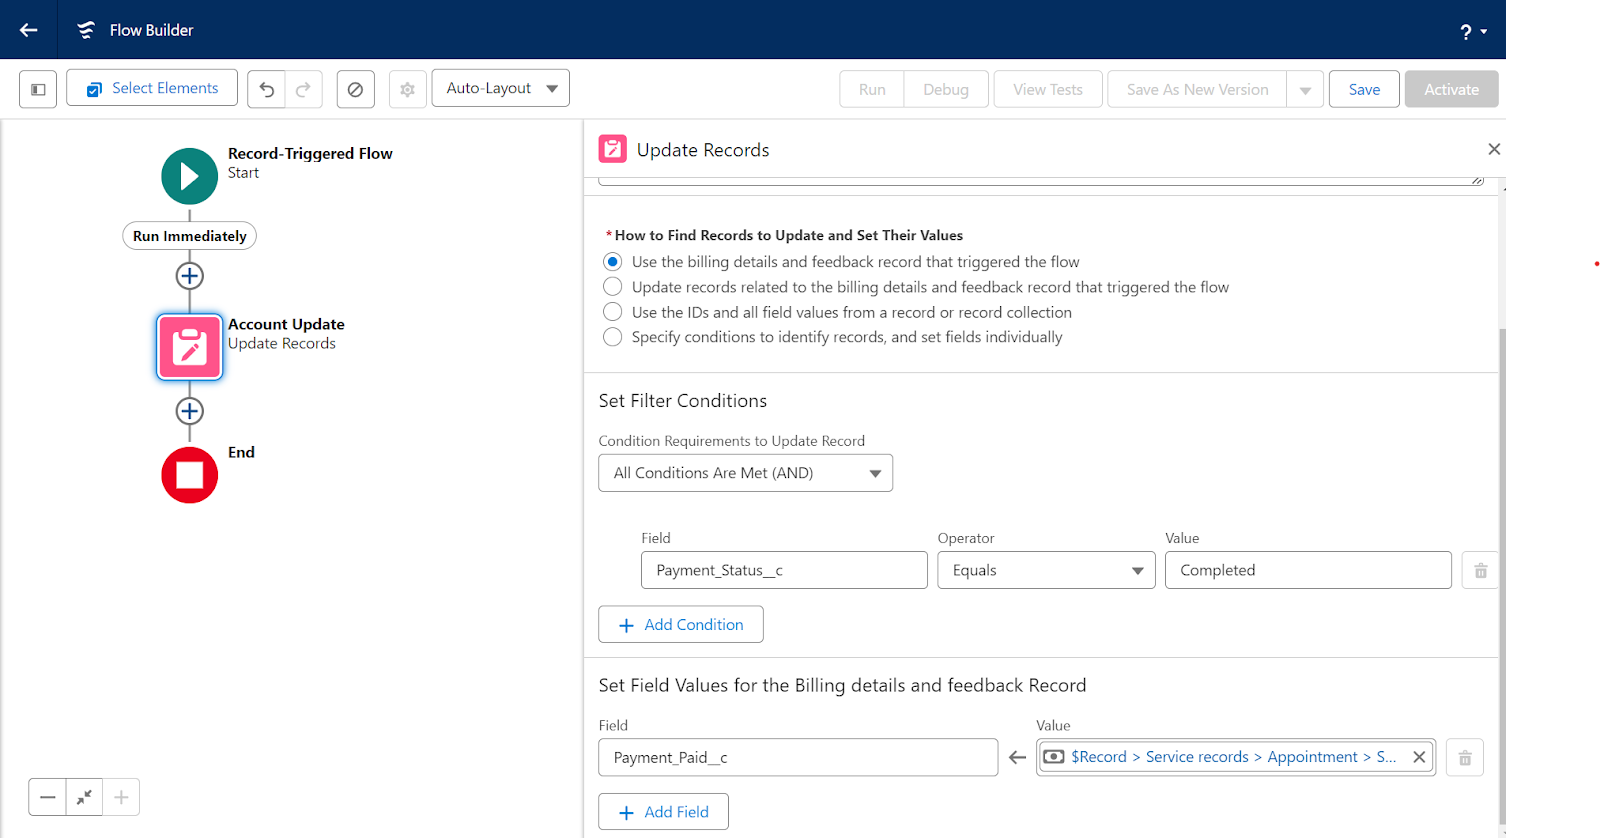 Flow Builder
?
Select Elements
Auto-Layout
Run
Debug
View Tests
Save As New Version
Save
Activate
Record-Triggered Flow
Start
Run Immediately
Account Update
Update Records
End
Update Records
*How to Find Records to Update and Set Their Values
Use the billing details and feedback record that triggered the flow
Update records related to the billing details and feedback record that triggered the flow
Use the IDs and all field values from a record or record collection
Specify conditions to identify records, and set fields individually
Set Filter Conditions
Condition Requirements to Update Record
All Conditions Are Met (AND)
Field Operator Value
Payment_Status__c Equals Completed
+ Add Condition
Set Field Values for the Billing details and feedback Record
Field Value
Payment_Paid__c $Record > Service records > Appointment > S...
+ Add Field